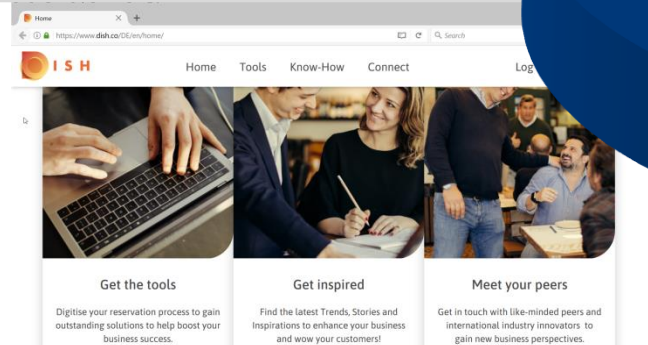 Home
https://www.dish.co/DE/en/home/
Search
ISH
Home Tools Know-How Connect Log
Get the tools
Digitise your reservation process to gain
outstanding solutions to help boost your
business success.
Get inspired
Find the latest Trends, Stories and
Inspirations to enhance your business
and wow your customers!
Meet your peers
Get in touch with like-minded peers and
international industry innovators to
gain new business perspectives.